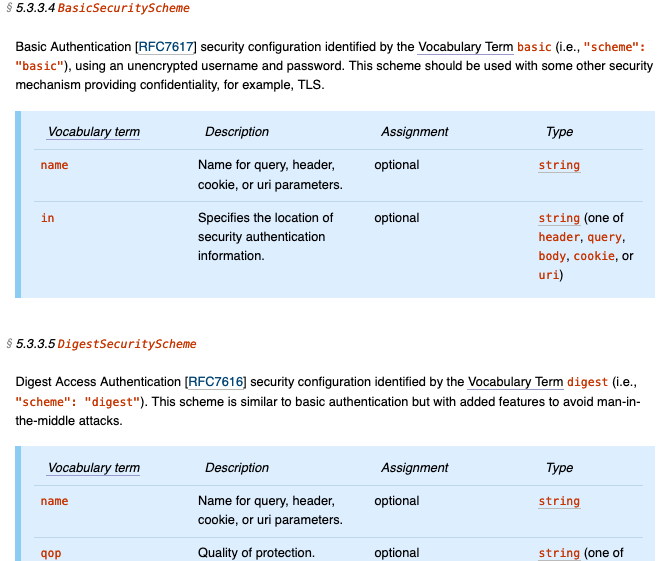 § 5.3.3.4 BasicSecurityScheme
Basic Authentication [RFC7617] security configuration identified by the Vocabulary Term basic (i.e., "scheme":
"basic"), using an unencrypted username and password. This scheme should be used with some other security
mechanism providing confidentiality, for example, TLS.
Vocabulary term Description Assignment Type
name Name for query, header, optional string
cookie, or uri parameters.
in Specifies the location of optional string (one of
security authentication header, query,
information. body, cookie, or
uri)
§ 5.3.3.5 DigestSecurityScheme
Digest Access Authentication [RFC7616] security configuration identified by the Vocabulary Term digest (i.e.,
"scheme": "digest"). This scheme is similar to basic authentication but with added features to avoid man-in-
the-middle attacks.
Vocabulary term Description Assignment Type
name Name for query, header, optional string
cookie, or uri parameters.
qop Quality of protection. optional string (one of